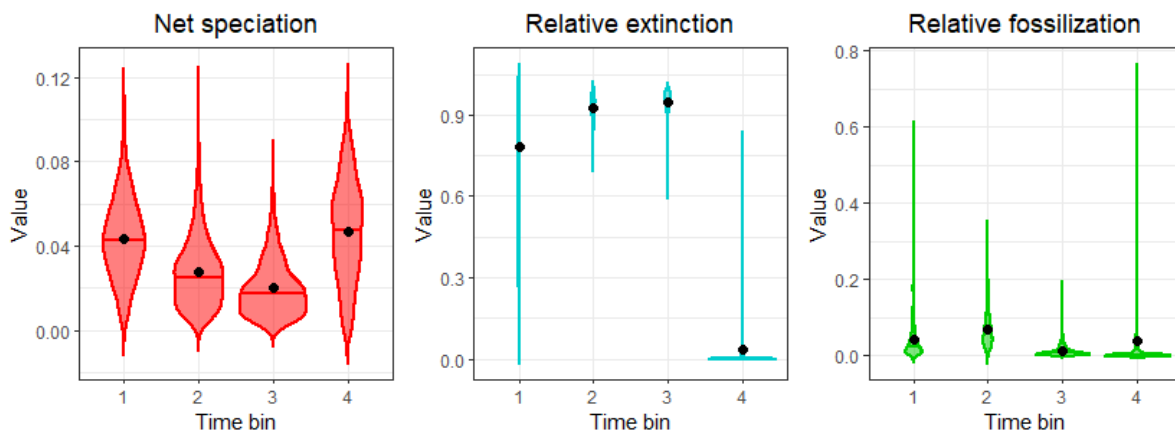 Net speciation
Value
0.12
0.08
0.04
0.00
1 2 3 4
Time bin
Relative extinction
Value
0.9
0.6
0.3
0.0
1 2 3 4
Time bin
Relative fossilization
Value
0.8
0.6
0.4
0.2
0.0
1 2 3 4
Time bin